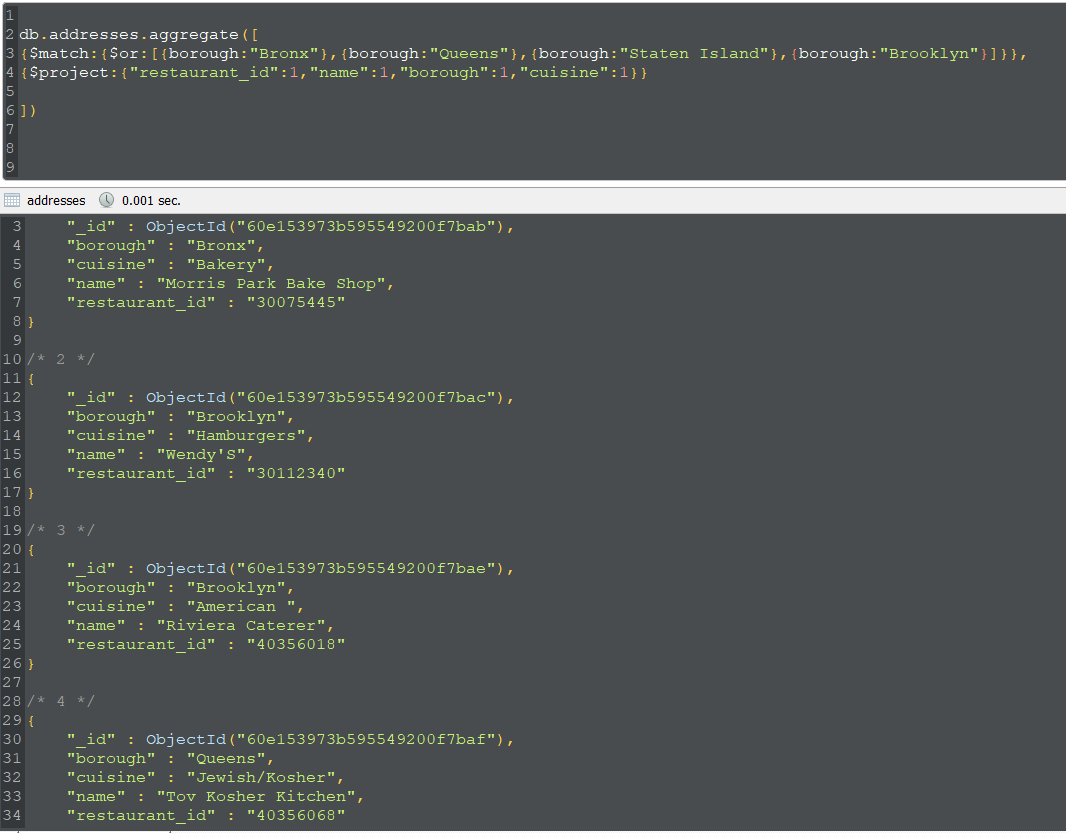 1
2 db.addresses.aggregate([
3 {$match:{$or:[{borough:"Bronx"},{borough:"Queens"},{borough:"Staten Island"},{borough:"Brooklyn"}]}},
4 {$project:{"restaurant_id":1,"name":1,"borough":1,"cuisine":1}}
5
6 ])
7
8
9
addresses 0.001 sec.
3 "_id" : ObjectId("60e153973b595549200f7bab"),
4 "borough" : "Bronx",
5 "cuisine" : "Bakery",
6 "name" : "Morris Park Bake Shop",
7 "restaurant_id" : "30075445"
8 }
9
10 /* 2 */
11 {
12 "_id" : ObjectId("60e153973b595549200f7bac"),
13 "borough" : "Brooklyn",
14 "cuisine" : "Hamburgers",
15 "name" : "Wendy'S",
16 "restaurant_id" : "30112340"
17 }
18
19 /* 3 */
20 {
21 "_id" : ObjectId("60e153973b595549200f7bae"),
22 "borough" : "Brooklyn",
23 "cuisine" : "American ",
24 "name" : "Riviera Caterer",
25 "restaurant_id" : "40356018"
26 }
27
28 /* 4 */
29 {
30 "_id" : ObjectId("60e153973b595549200f7baf"),
31 "borough" : "Queens",
32 "cuisine" : "Jewish/Kosher",
33 "name" : "Tov Kosher Kitchen",
34 "restaurant_id" : "40356068"